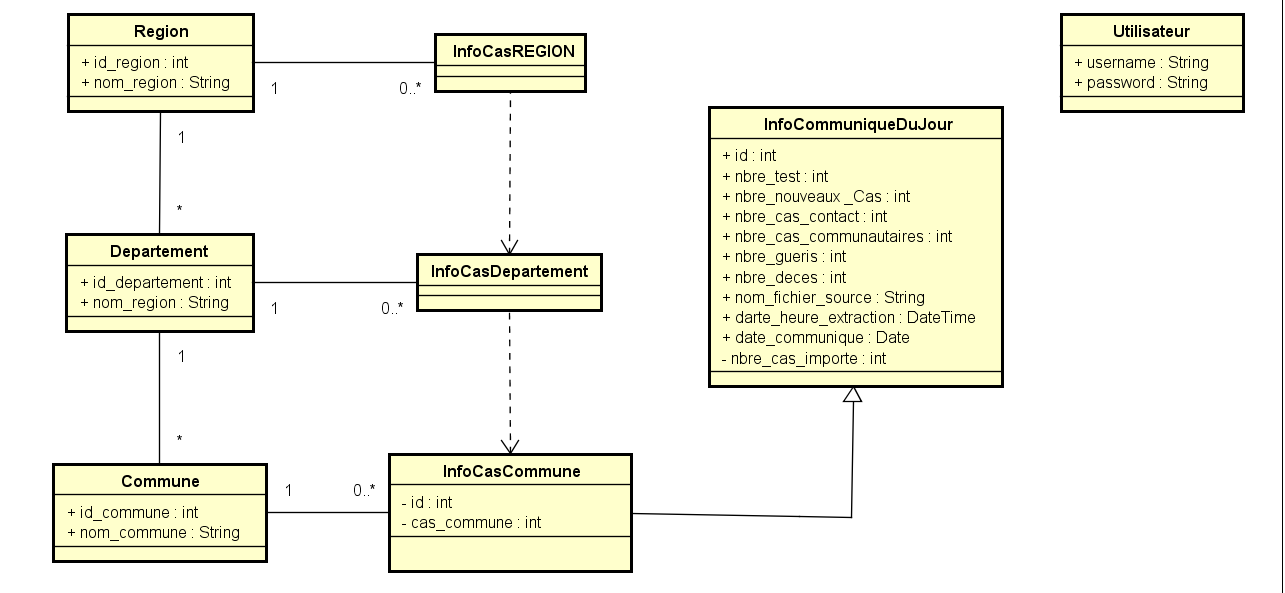 Region
+ id_region : int
+ nom_region : String
1
0..*
InfoCasREGION
1
*
Departement
+ id_departement : int
+ nom_region : String
1
0..*
InfoCasDepartement
1
*
Commune
+ id_commune : int
+ nom_commune : String
1
0..*
InfoCasCommune
- id : int
- cas_commune : int
InfoCommuniqueDuJour
+ id : int
+ nbre_test : int
+ nbre_nouveaux _Cas : int
+ nbre_cas_contact : int
+ nbre_cas_communautaires : int
+ nbre_gueris : int
+ nbre_deces : int
+ nom_fichier_source : String
+ darte_heure_extraction : DateTime
+ date_communique : Date
- nbre_cas_importe : int
Utilisateur
+ username : String
+ password : String